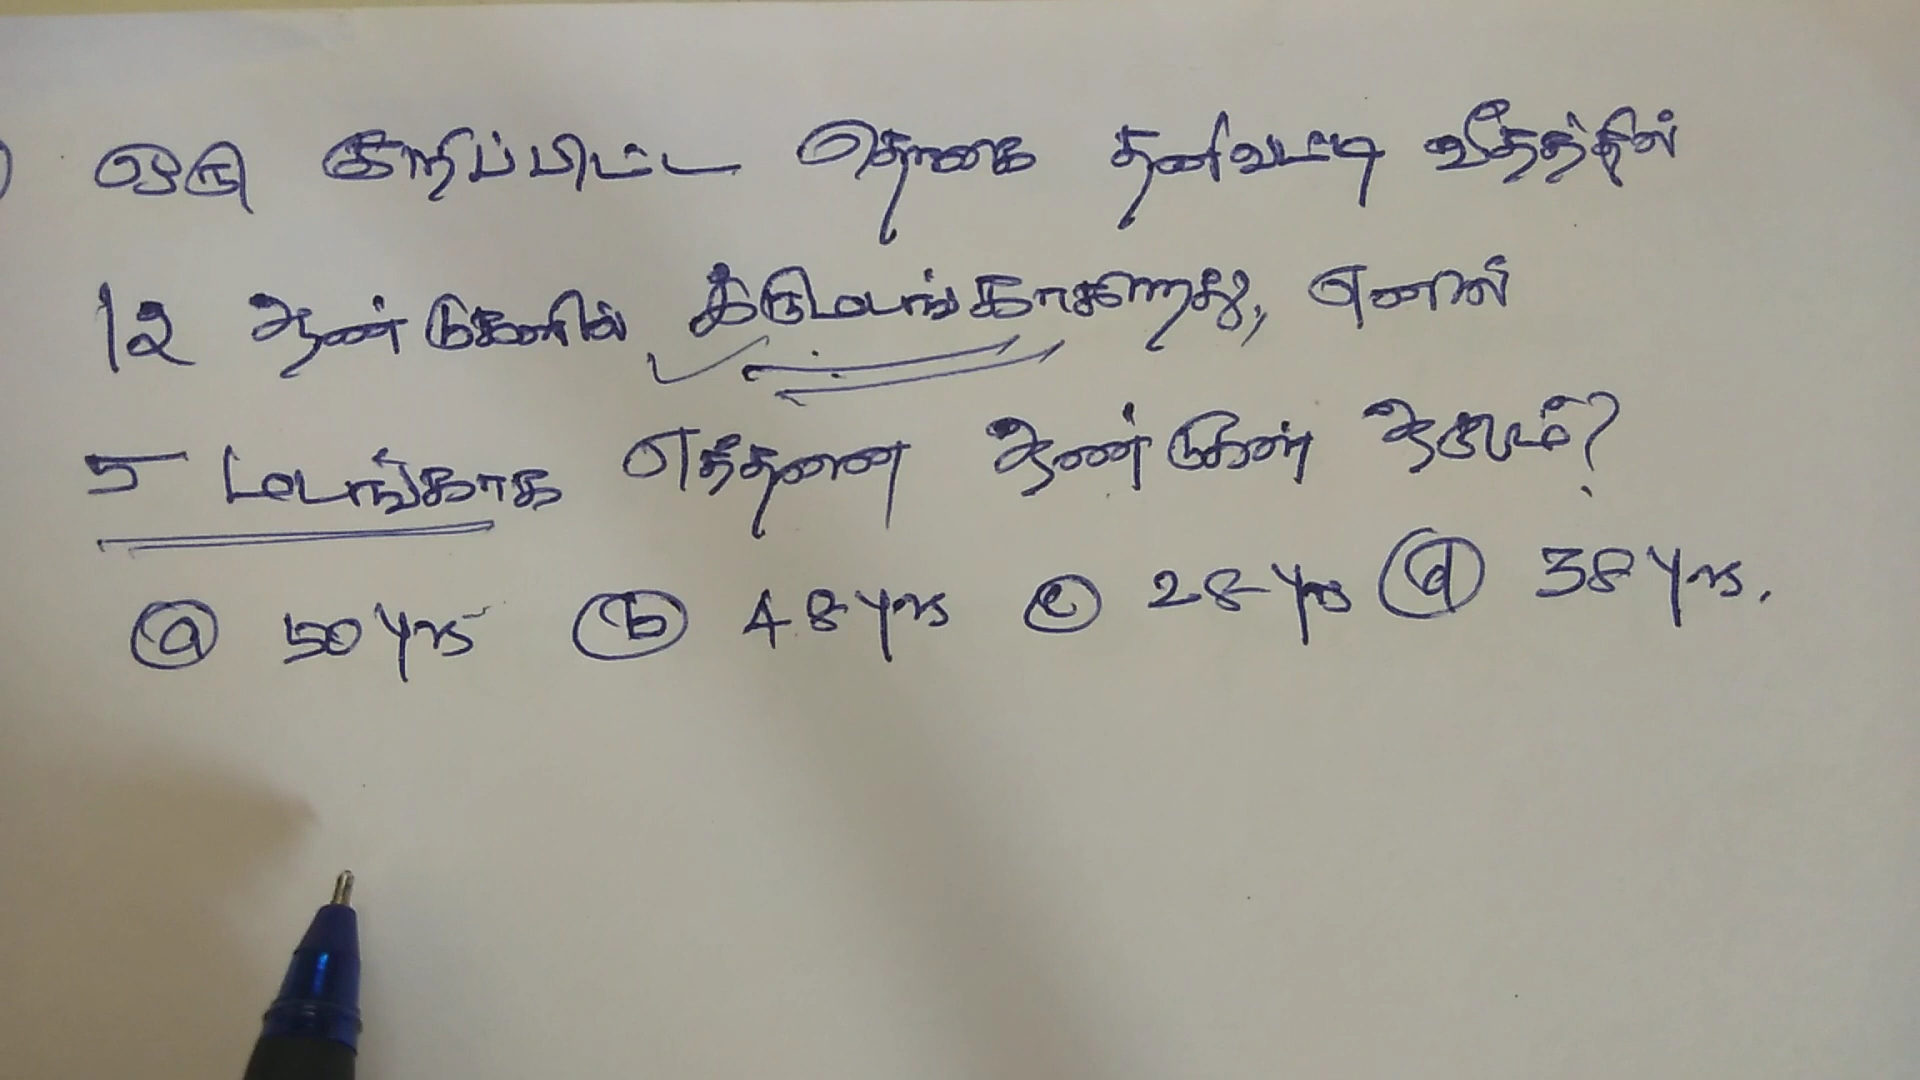 ஒரு குறிப்பிட்ட தொகை தனிவட்டி வீதத்தில்
12 ஆண்டுகளில் இருமடங்காகிறது, எனில்
5 மடங்காக எத்தனை ஆண்டுகள் ஆகும்?
ⓐ 50 yrs ⓑ 48 yrs ⓒ 28 yrs ⓓ 38 yrs.